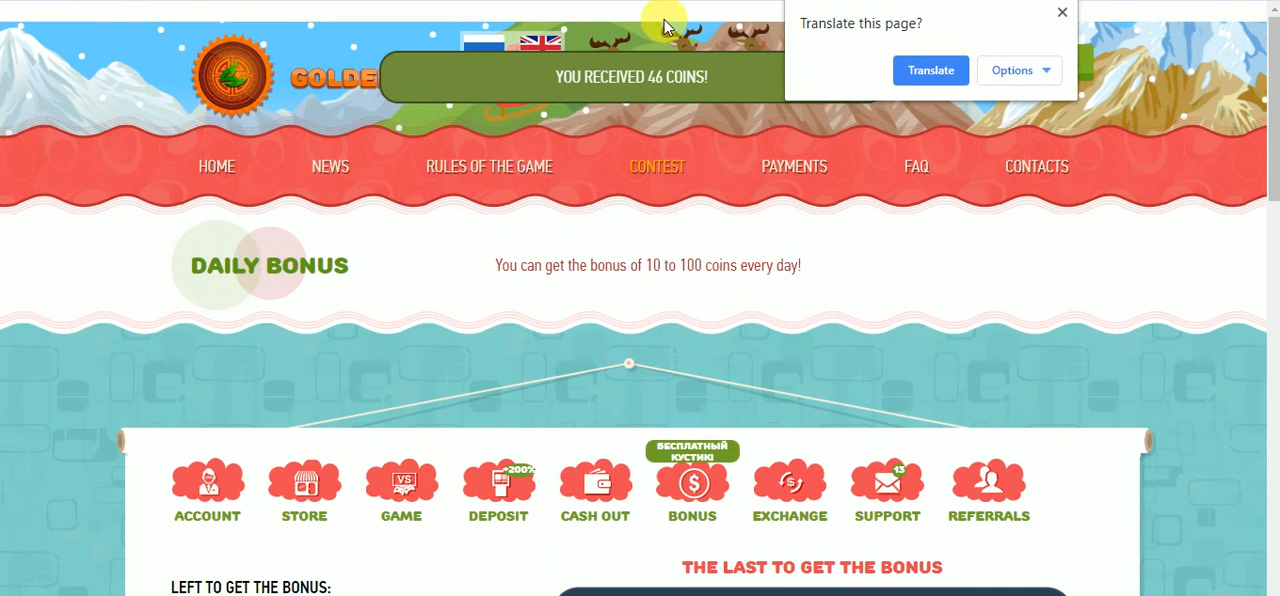 Translate this page?
Translate
Options
GOLDE
YOU RECEIVED 46 COINS!
HOME
NEWS
RULES OF THE GAME
CONTEST
PAYMENTS
FAQ
CONTACTS
DAILY BONUS
You can get the bonus of 10 to 100 coins every day!
БЕСПЛАТНЫЙ
КУСТИК!
VS
+200%
$
$
13
ACCOUNT
STORE
GAME
DEPOSIT
CASH OUT
BONUS
EXCHANGE
SUPPORT
REFERRALS
THE LAST TO GET THE BONUS
LEFT TO GET THE BONUS: